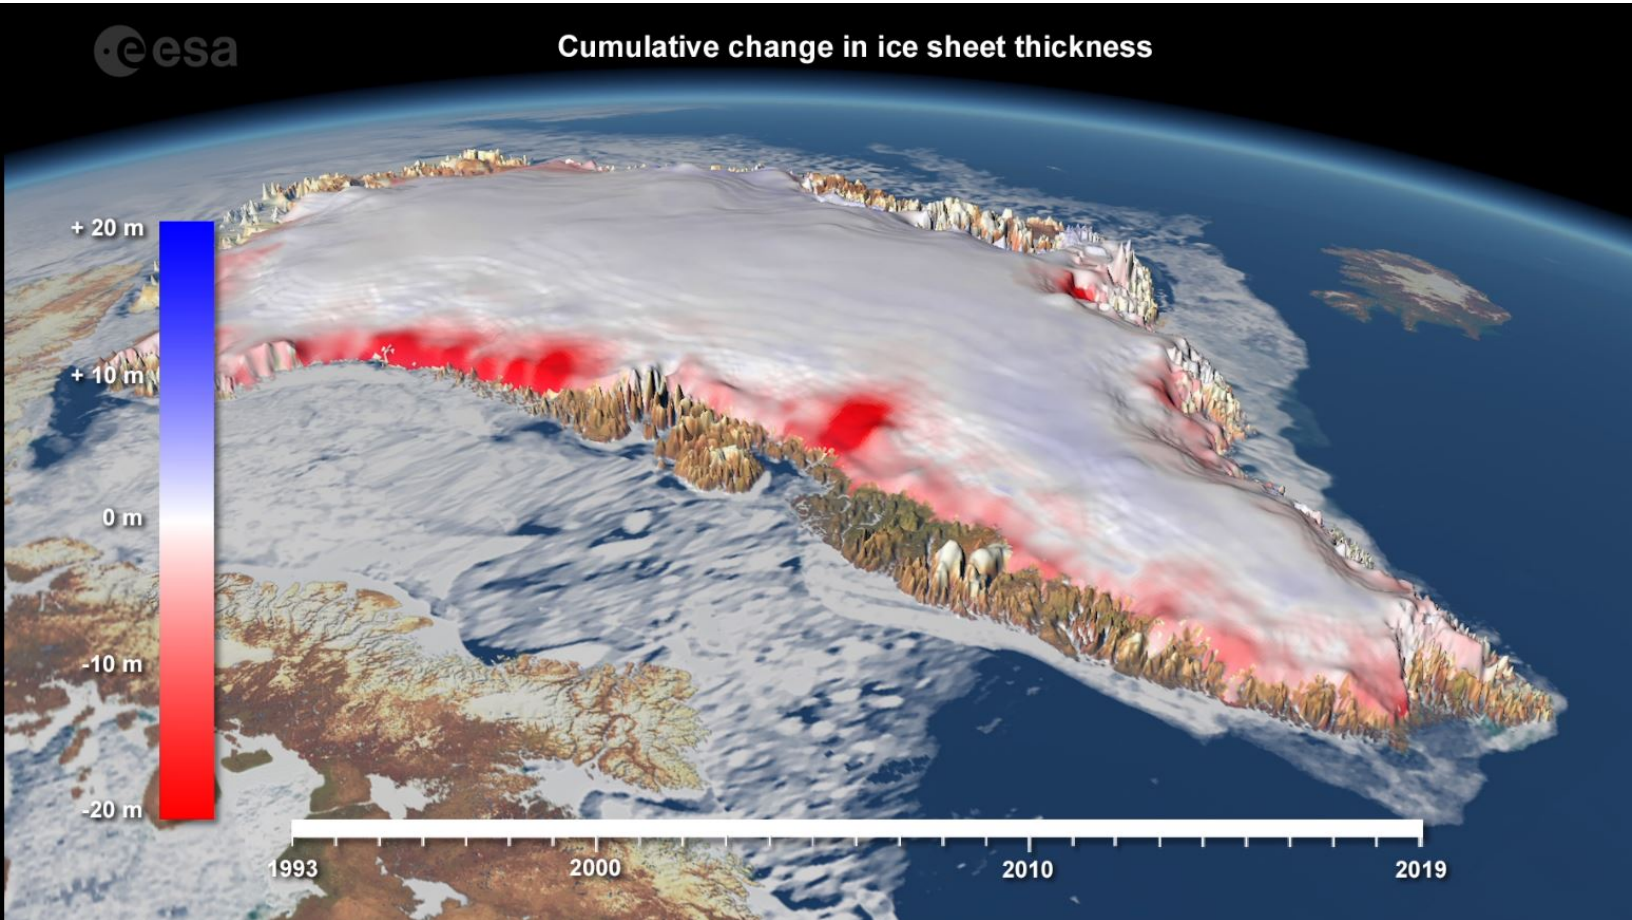 esa
Cumulative change in ice sheet thickness
+ 20 m
+ 10 m
0 m
-10 m
-20 m
1993 2000 2010 2019